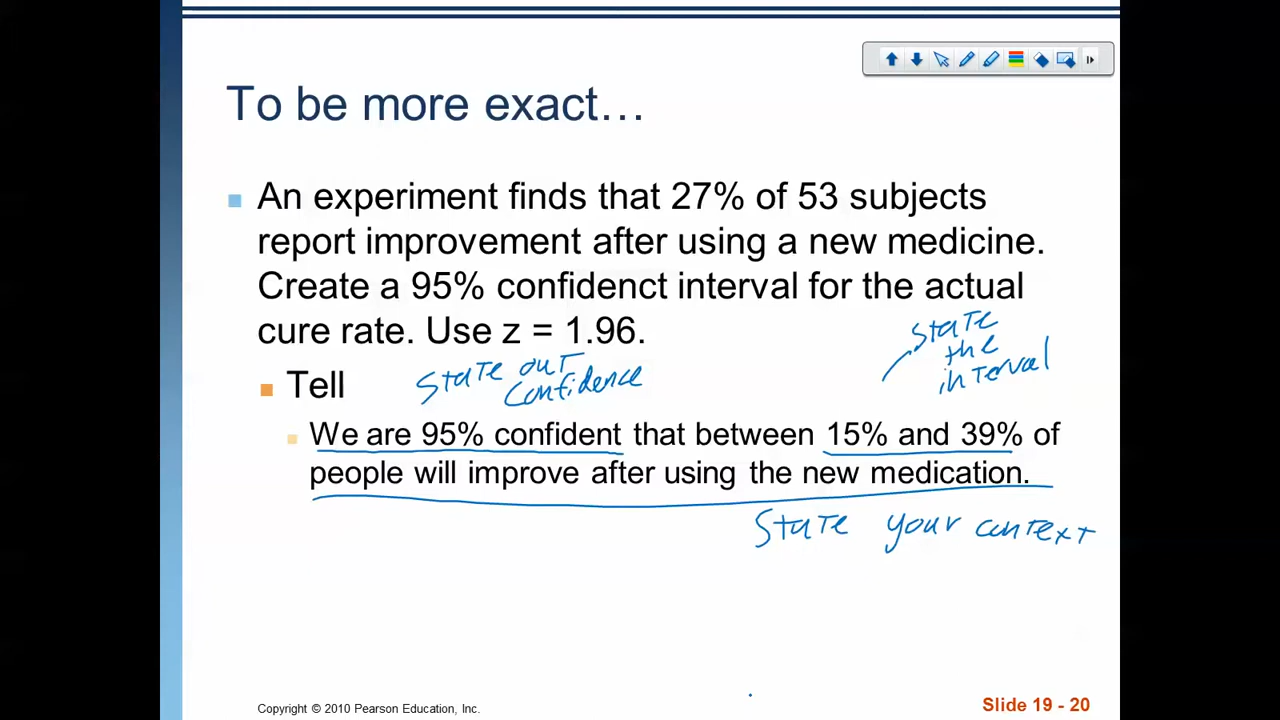 To be more exact…
An experiment finds that 27% of 53 subjects
report improvement after using a new medicine.
Create a 95% confidenct interval for the actual
cure rate. Use z = 1.96.
State
the
interval
Tell
State out
confidence
We are 95% confident that between 15% and 39% of
people will improve after using the new medication.
State your context
Copyright © 2010 Pearson Education, Inc.
Slide 19 - 20